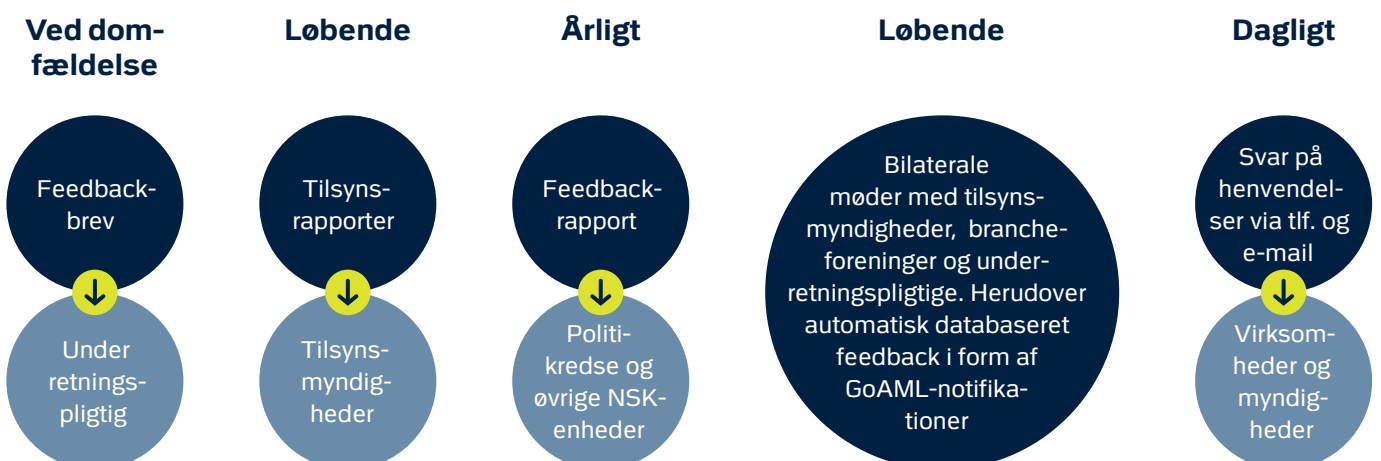 Ved dom-
fældelse
Løbende
Årligt
Løbende
Dagligt
Feedback-
brev
Under
retnings-
pligtig
Tilsyns-
rapporter
Tilsyns-
myndig-
heder
Feedback-
rapport
Politi-
kredse og
øvrige NSK-
enheder
Bilaterale
møder med tilsyns-
myndigheder, branche-
foreninger og under-
retningspligtige. Herudover
automatisk databaseret
feedback i form af
GoAML-notifika-
tioner
Svar på
henvendel-
ser via tlf. og
e-mail
Virksom-
heder og
myndig-
heder